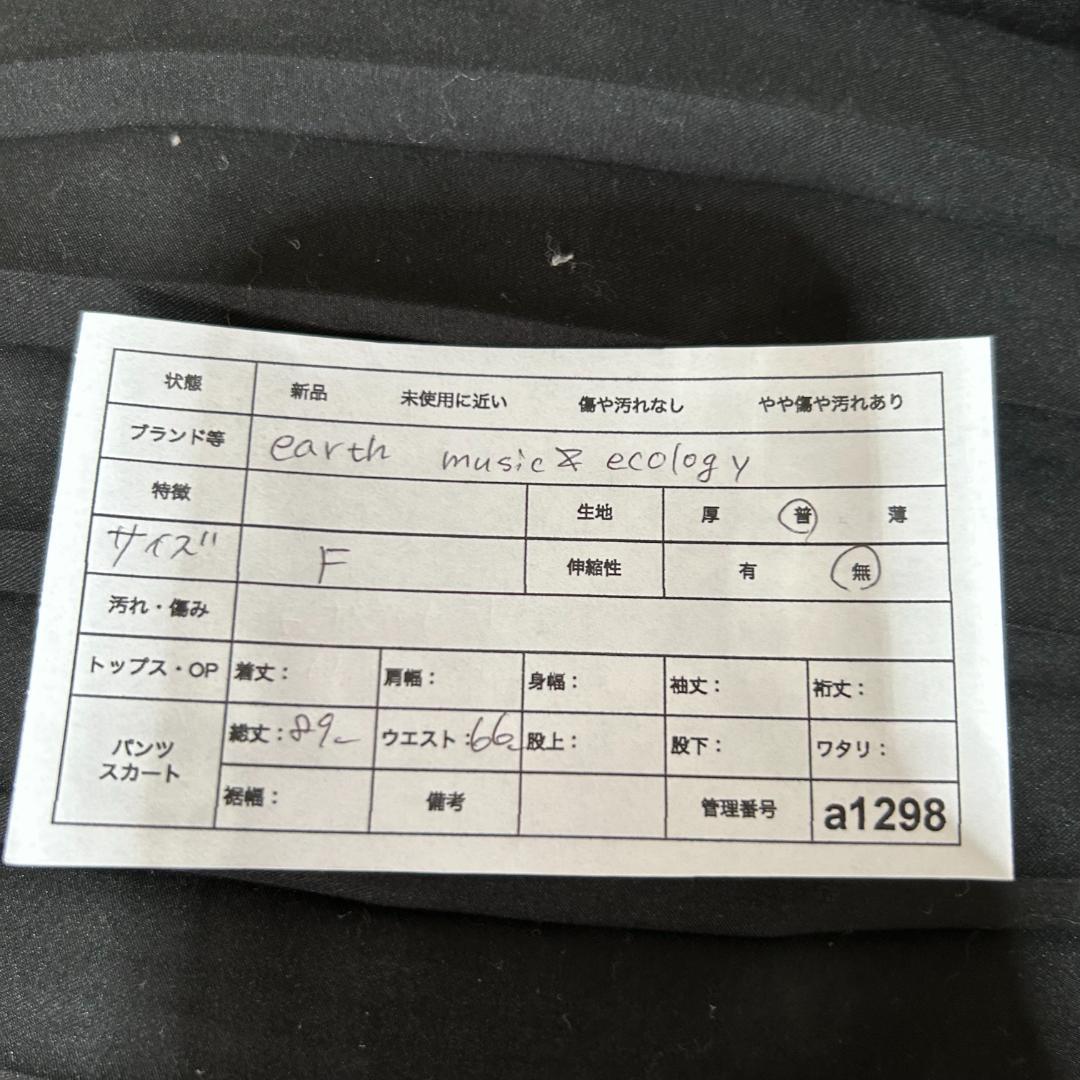 状態 新品 未使用に近い 傷や汚れなし やや傷や汚れあり
ブランド等 earth music & ecology
特徴 生地 厚 普 薄
サイズ F 伸縮性 有 無
汚れ・傷み
トップス・OP 着丈: 肩幅: 身幅: 袖丈: 裄丈:
パンツ
スカート
総丈:89 ウエスト:66 股上: 股下: ワタリ:
裾幅: 備考 管理番号 a1298